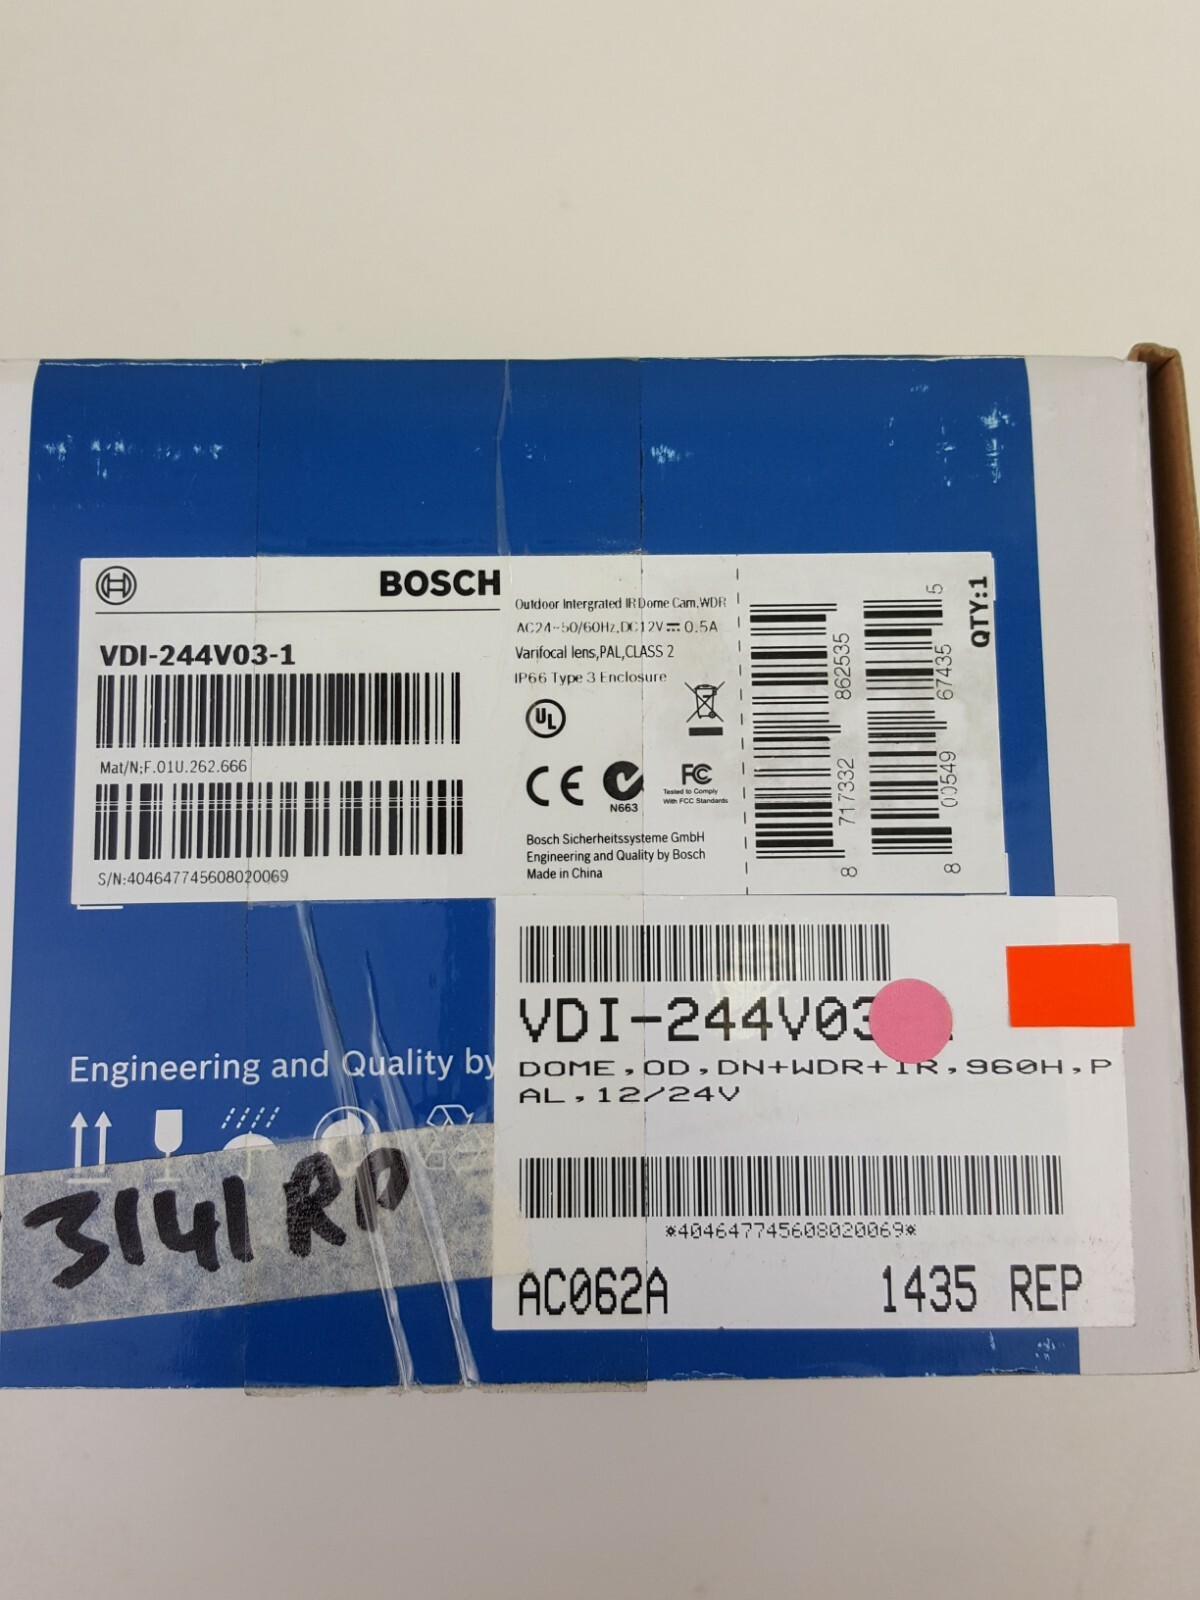 BOSCH
VDI-244V03-1
Mat/N;F.01U.262.666
S/N:404647745608020069
Outdoor Intergrated IR Dome Cam,WDR
AC24~50/60Hz,DC12V⎓0.5A
Varifocal lens,PAL,CLASS 2
IP66 Type 3 Enclosure
UL
CE
N663
FC
Tested to Comply
With FCC Standards
Bosch Sicherheitssysteme GmbH
Engineering and Quality by Bosch
Made in China
8 717332 862535
8 00549 67435 5
QTY:1
VDI-244V03
DOME,OD,DN+WDR+IR,960H,P
AL,12/24V
*404647745608020069*
AC062A 1435 REP
Engineering and Quality by
3141 RP